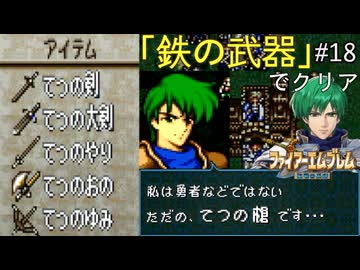 アイテム
てつの剣
てつの大剣
てつのやり
てつのおの
てつのゆみ
「鉄の武器」#18
でクリア
ファイアーエムブレム
私は勇者などではない
ただの、てつの槍です・・・